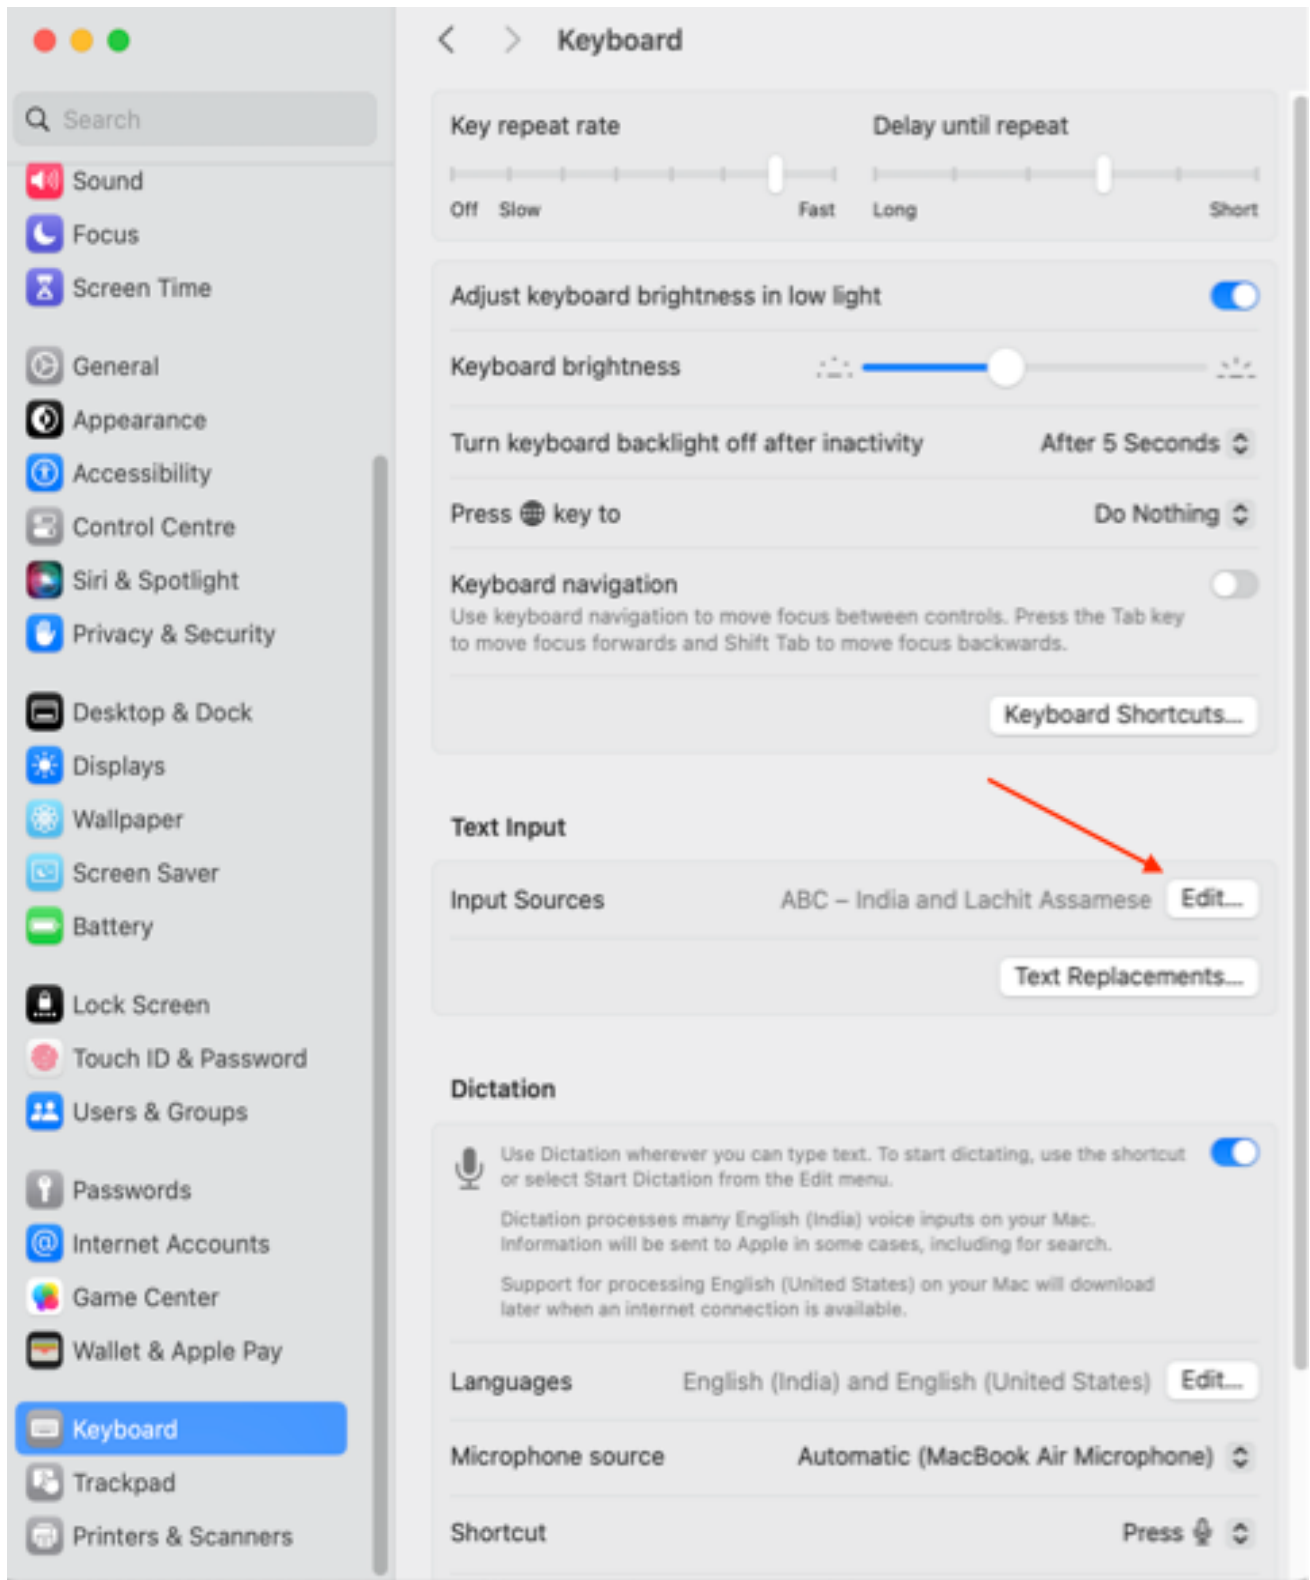 Search
Sound
Focus
Screen Time
General
Appearance
Accessibility
Control Centre
Siri & Spotlight
Privacy & Security
Desktop & Dock
Displays
Wallpaper
Screen Saver
Battery
Lock Screen
Touch ID & Password
Users & Groups
Passwords
Internet Accounts
Game Center
Wallet & Apple Pay
Keyboard
Trackpad
Printers & Scanners
Keyboard
Key repeat rate
Off Slow Fast
Delay until repeat
Long Short
Adjust keyboard brightness in low light
Keyboard brightness
Turn keyboard backlight off after inactivity After 5 Seconds
Press key to Do Nothing
Keyboard navigation
Use keyboard navigation to move focus between controls. Press the Tab key
to move focus forwards and Shift Tab to move focus backwards.
Keyboard Shortcuts...
Text Input
Input Sources ABC – India and Lachit Assamese Edit...
Text Replacements...
Dictation
Use Dictation wherever you can type text. To start dictating, use the shortcut
or select Start Dictation from the Edit menu.
Dictation processes many English (India) voice inputs on your Mac.
Information will be sent to Apple in some cases, including for search.
Support for processing English (United States) on your Mac will download
later when an internet connection is available.
Languages English (India) and English (United States) Edit...
Microphone source Automatic (MacBook Air Microphone)
Shortcut Press